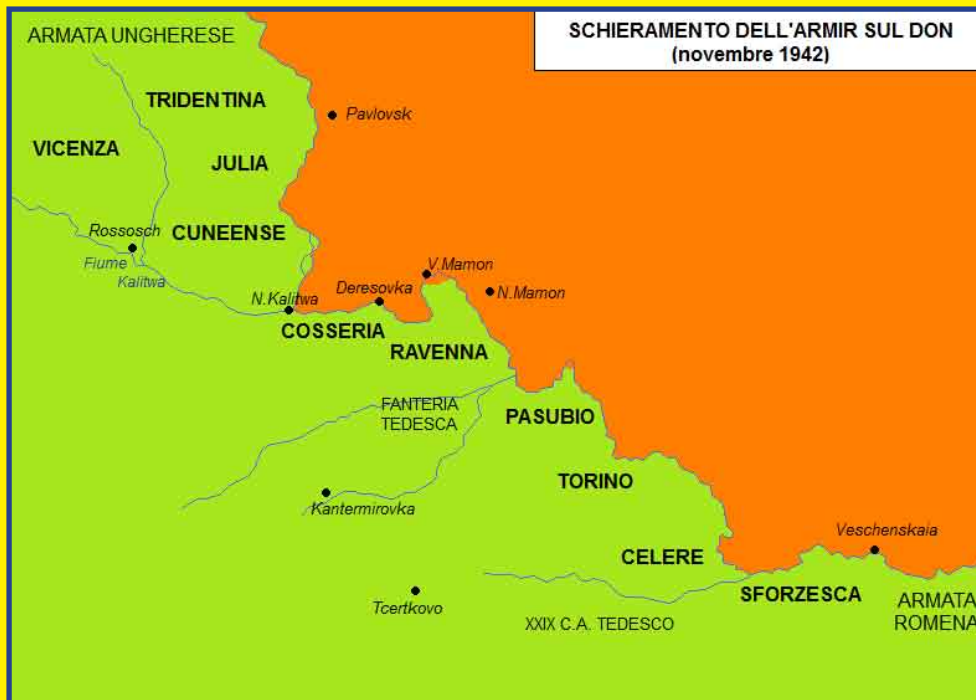 SCHIERAMENTO DELL'ARMIR SUL DON
(novembre 1942)
ARMATA UNGHERESE
TRIDENTINA
Pavlovsk
VICENZA
JULIA
Rossosch
CUNEENSE
Fiume
Kalitwa
V.Mamon
Deresovka
N.Mamon
N.Kalitwa
COSSERIA
RAVENNA
FANTERIA
TEDESCA
PASUBIO
TORINO
Kantermirovka
Veschenskaia
CELERE
SFORZESCA
Tcertkovo
XXIX C.A. TEDESCO
ARMATA
ROMENA